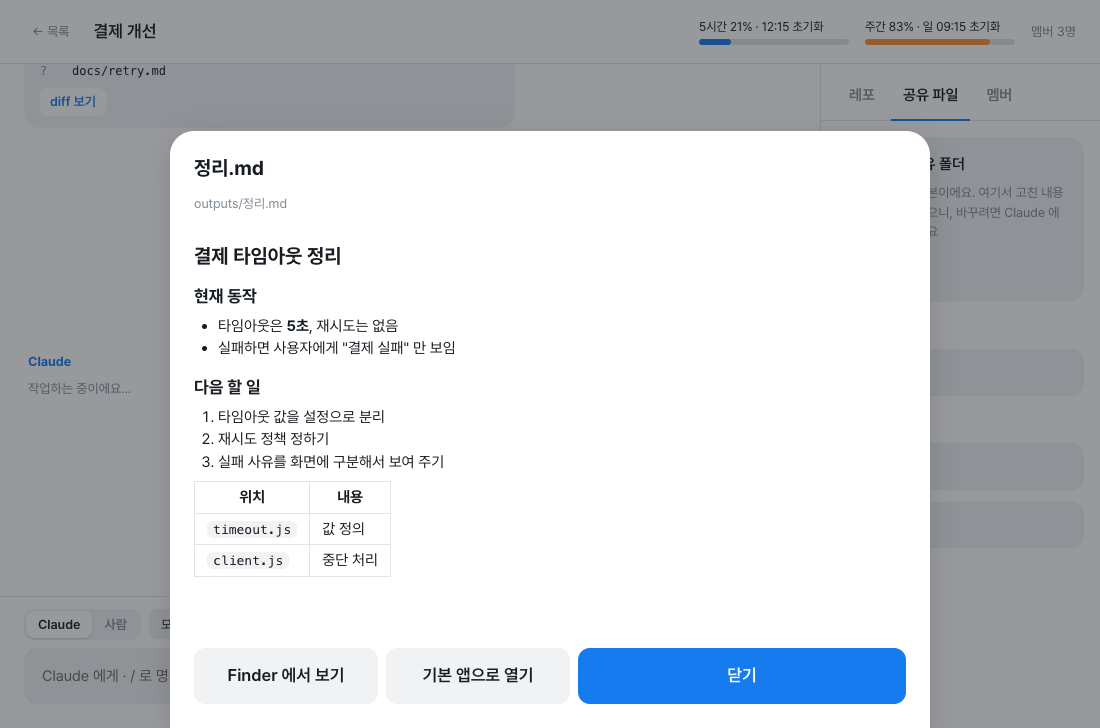 ← 목록
결제 개선
5시간 21% · 12:15 초기화
주간 83% · 일 09:15 초기화
멤버 3명
? docs/retry.md
diff 보기
레포
공유 파일
멤버
폴더
본이에요. 여기서 고친 내용
으니, 바꾸려면 Claude 에
요
Claude
작업하는 중이에요…
정리.md
outputs/정리.md
결제 타임아웃 정리
현재 동작
• 타임아웃은 5초, 재시도는 없음
• 실패하면 사용자에게 "결제 실패" 만 보임
다음 할 일
1. 타임아웃 값을 설정으로 분리
2. 재시도 정책 정하기
3. 실패 사유를 화면에 구분해서 보여 주기
위치 내용
timeout.js 값 정의
client.js 중단 처리
Claude
사람
Claude 에게 · / 로 명
Finder 에서 보기
기본 앱으로 열기
닫기